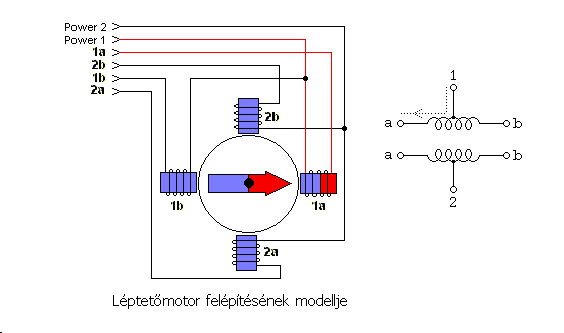 Power 2
Power 1
1a
2b
1b
2a
2b
1b
1a
2a
1
a
b
a
b
2
Léptetőmotor felépítésének modellje